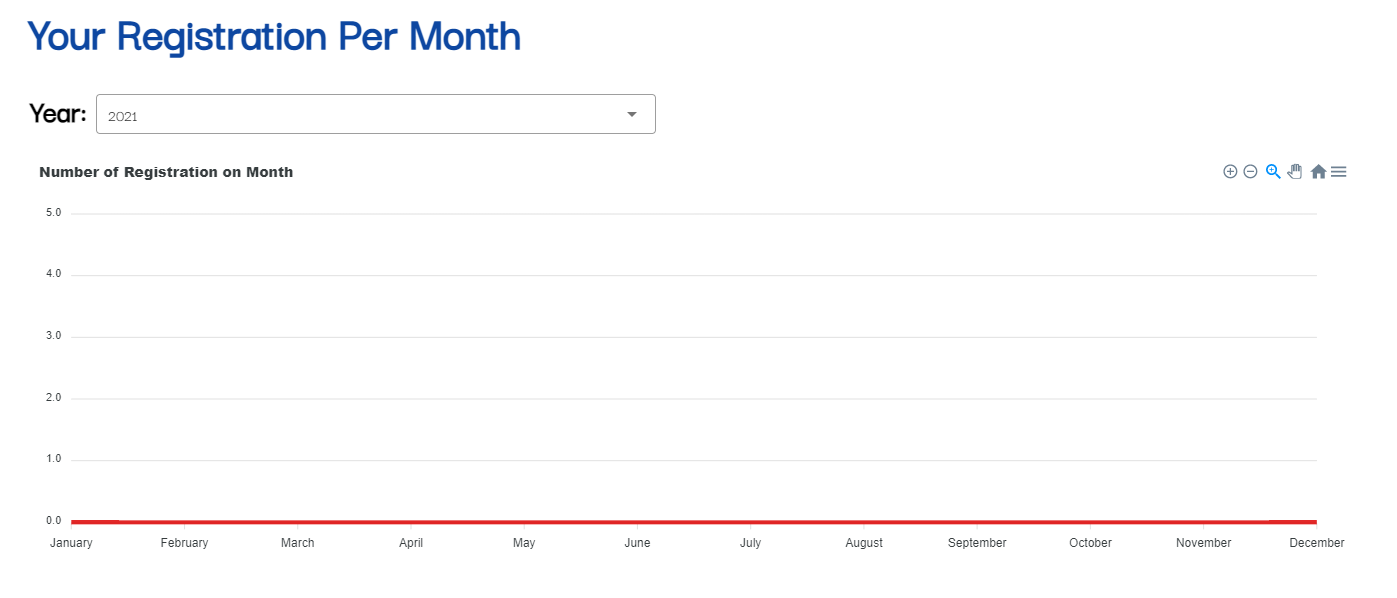 Your Registration Per Month
Year: 2021
Number of Registration on Month
5.0
4.0
3.0
2.0
1.0
0.0
January February March April May June July August September October November December